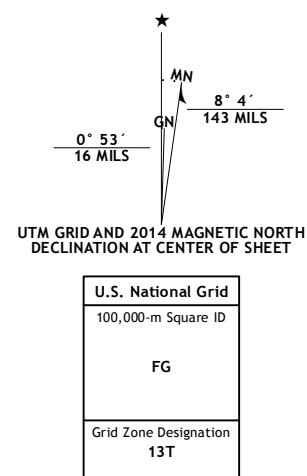 ★
MN
8° 4´
143 MILS
GN
0° 53´
16 MILS
UTM GRID AND 2014 MAGNETIC NORTH
DECLINATION AT CENTER OF SHEET
U.S. National Grid
100,000-m Square ID
FG
Grid Zone Designation
13T